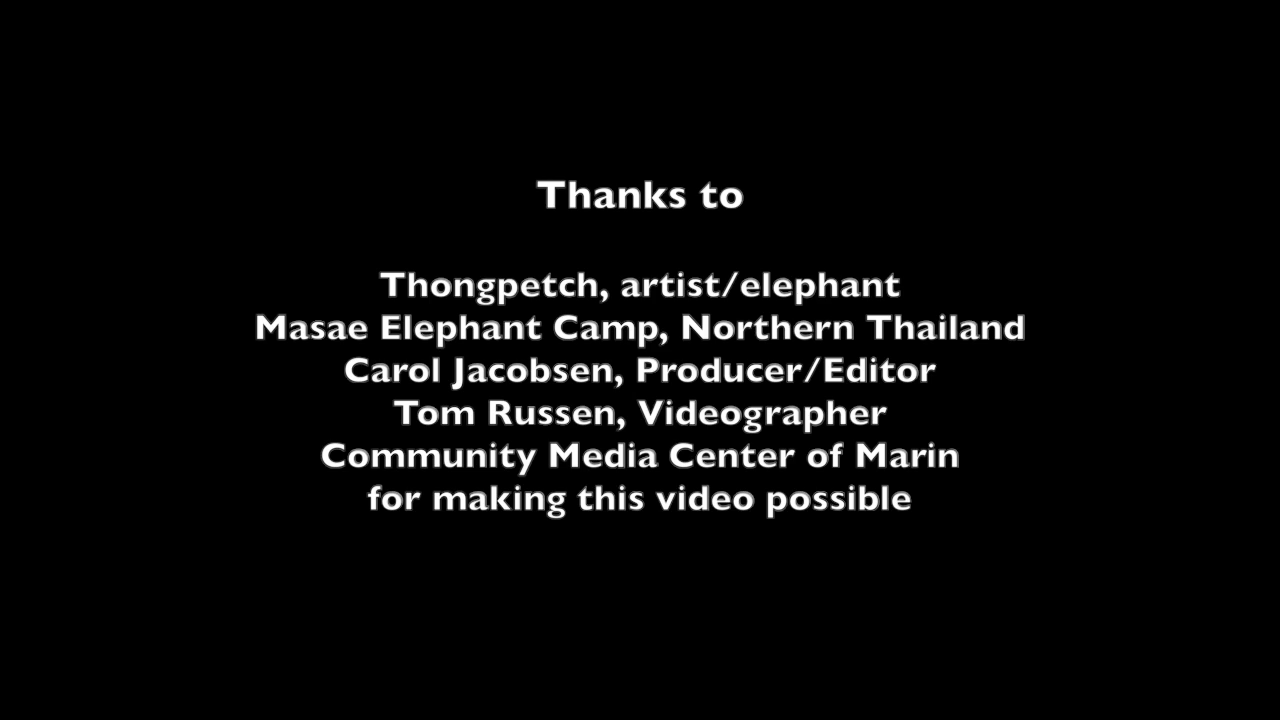 Thanks to
Thongpetch, artist/elephant
Masae Elephant Camp, Northern Thailand
Carol Jacobsen, Producer/Editor
Tom Russen, Videographer
Community Media Center of Marin
for making this video possible